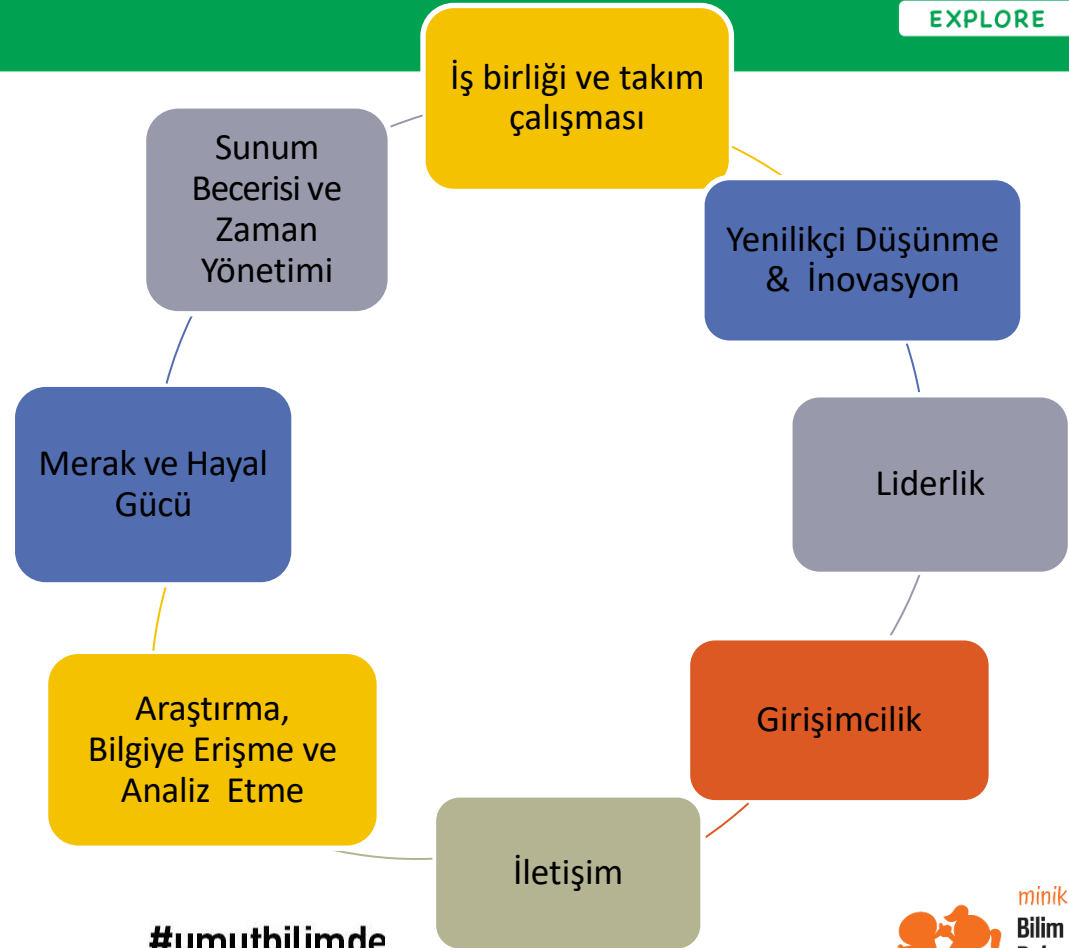 EXPLORE
İş birliği ve takım
çalışması
Yenilikçi Düşünme
& İnovasyon
Liderlik
Girişimcilik
İletişim
Araştırma,
Bilgiye Erişme ve
Analiz Etme
Merak ve Hayal
Gücü
Sunum
Becerisi ve
Zaman
Yönetimi
#umutbilimde
minik
Bilim